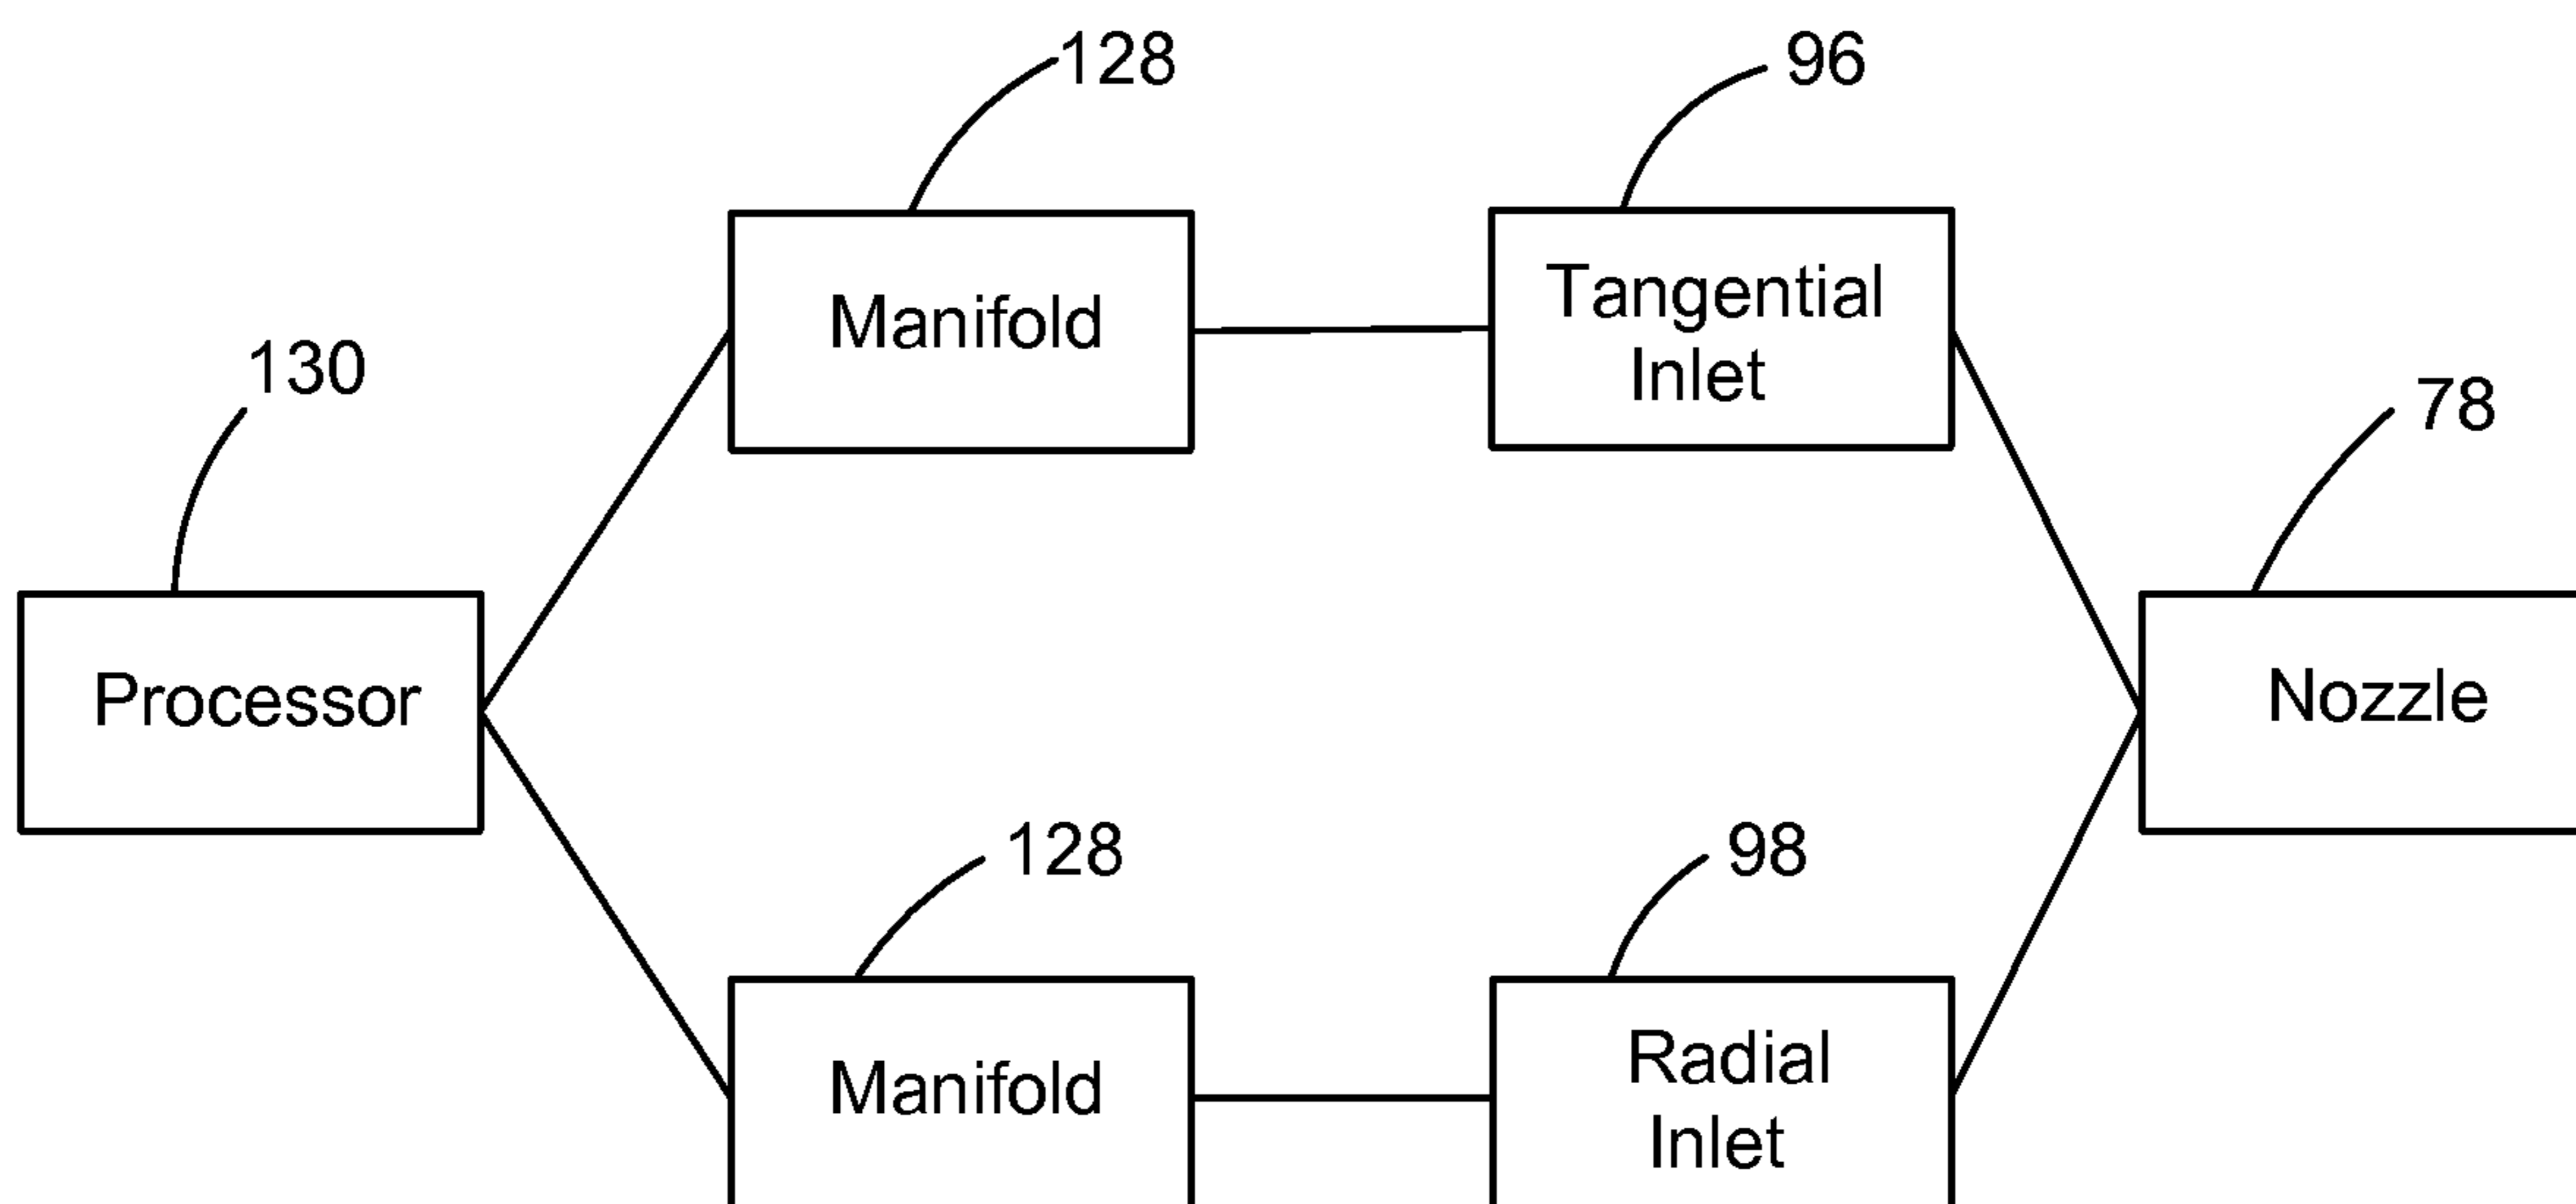 128
96
Manifold
Tangential
Inlet
130
78
Processor
Nozzle
128
98
Manifold
Radial
Inlet